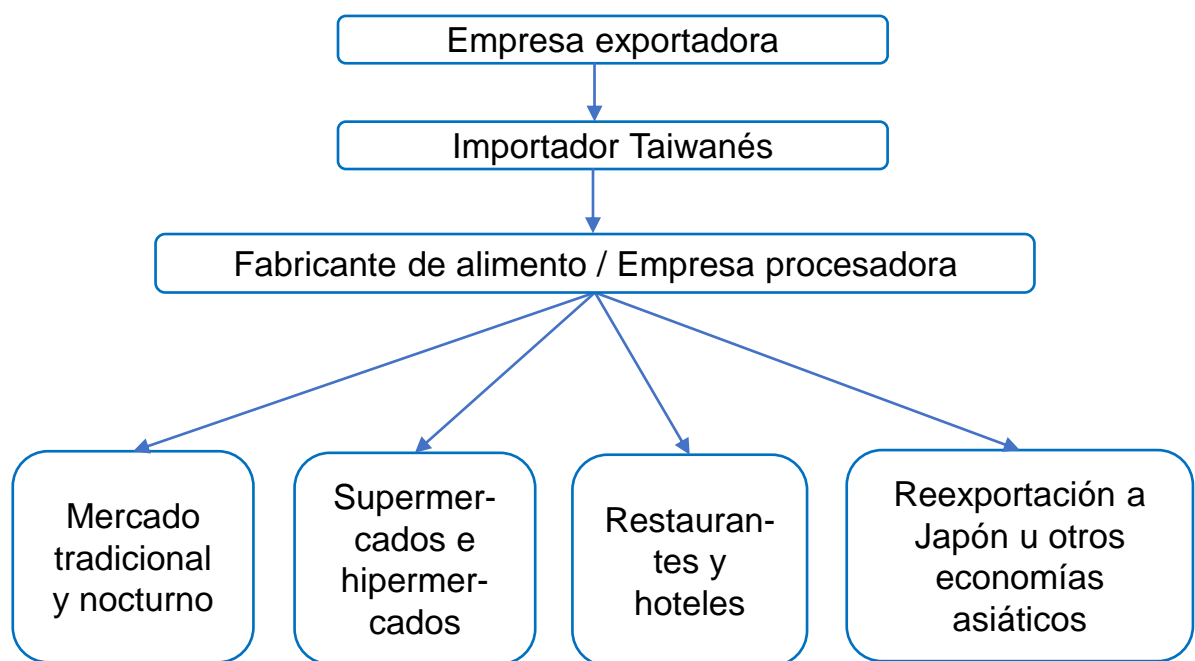 Empresa exportadora
Importador Taiwanés
Fabricante de alimento / Empresa procesadora
Mercado
tradicional
y nocturno
Supermer-
cados e
hipermer-
cados
Restauran-
tes y
hoteles
Reexportación a
Japón u otros
economías
asiáticos